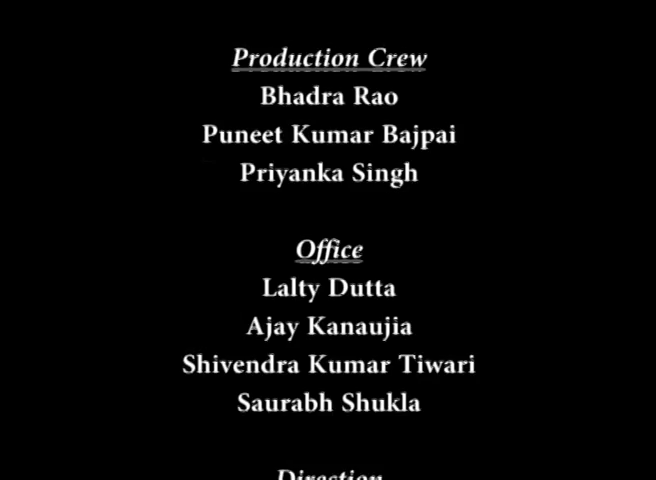 Production Crew
Bhadra Rao
Puneet Kumar Bajpai
Priyanka Singh
Office
Lalty Dutta
Ajay Kanaujia
Shivendra Kumar Tiwari
Saurabh Shukla
Direction